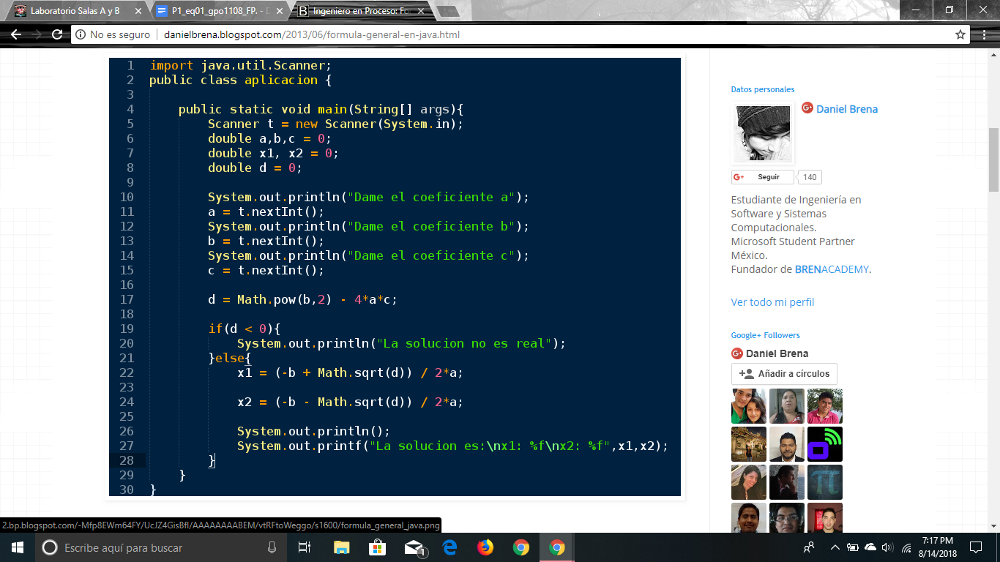 Laboratorio Salas A y B
P1_eq01_gpo1108_FP. - D
Ingeniero en Proceso: Fo
No es seguro | danielbrena.blogspot.com/2013/06/formula-general-en-java.html
1 import java.util.Scanner;
2 public class aplicacion {
3
4     public static void main(String[] args){
5         Scanner t = new Scanner(System.in);
6         double a,b,c = 0;
7         double x1, x2 = 0;
8         double d = 0;
9
10         System.out.println("Dame el coeficiente a");
11         a = t.nextInt();
12         System.out.println("Dame el coeficiente b");
13         b = t.nextInt();
14         System.out.println("Dame el coeficiente c");
15         c = t.nextInt();
16
17         d = Math.pow(b,2) - 4*a*c;
18
19         if(d < 0){
20             System.out.println("La solucion no es real");
21         }else{
22             x1 = (-b + Math.sqrt(d)) / 2*a;
23
24             x2 = (-b - Math.sqrt(d)) / 2*a;
25
26             System.out.println();
27             System.out.printf("La solucion es:\nx1: %f\nx2: %f",x1,x2);
28         }
29     }
30 }
Datos personales
Daniel Brena
G+ Seguir 140
Estudiante de Ingeniería en
Software y Sistemas
Computacionales.
Microsoft Student Partner
México.
Fundador de BRENACADEMY.
Ver todo mi perfil
Google+ Followers
Daniel Brena
Añadir a círculos
2.bp.blogspot.com/-Mfp8EWm64FY/UcJZ4GisBfI/AAAAAAAABEM/vtRFtoWeggo/s1600/formula_general_java.png
Escribe aquí para buscar
1
7:17 PM
8/14/2018